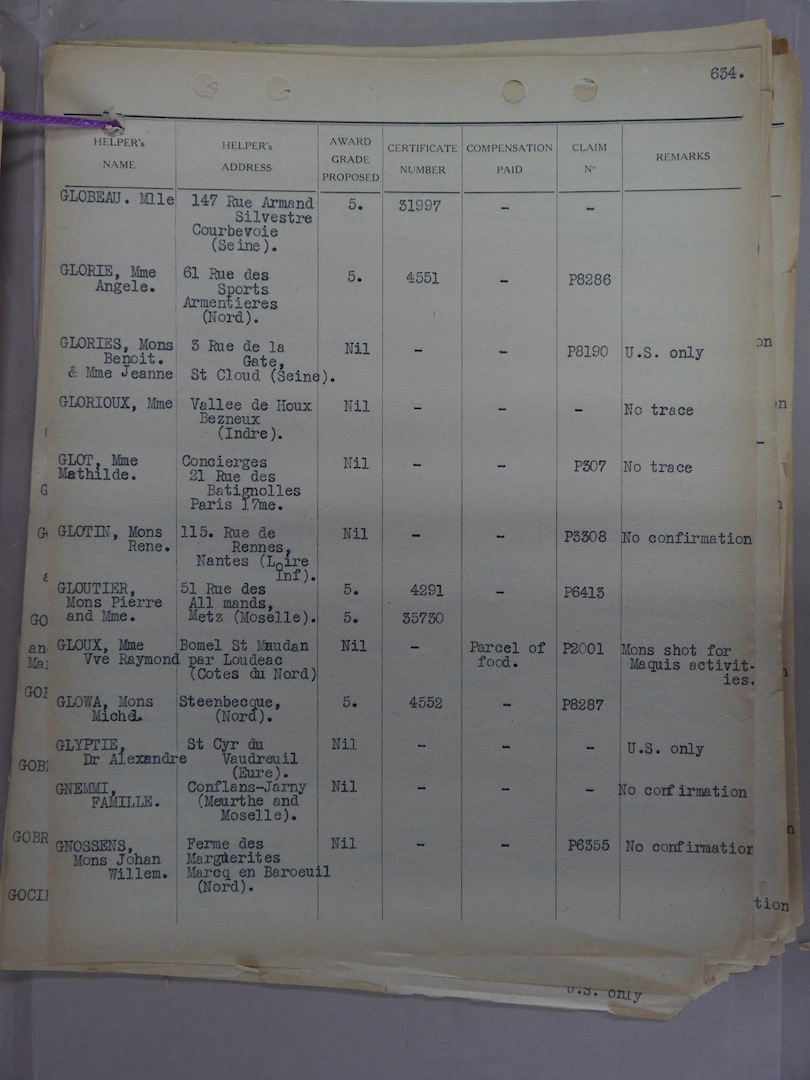 634.
HELPER's NAME HELPER's ADDRESS AWARD GRADE PROPOSED CERTIFICATE NUMBER COMPENSATION PAID CLAIM Nº REMARKS
GLOBEAU. Mlle 147 Rue Armand 5. 31997 - -
Silvestre
Courbevoie
(Seine).
GLORIE, Mme 61 Rue des 5. 4551 - P8286
Angele. Sports
Armentieres
(Nord).
GLORIES, Mons 3 Rue de la Nil - - P8190 U.S. only
Benoit. Gate,
& Mme Jeanne St Cloud (Seine).
GLORIOUX, Mme Vallee de Houx Nil - - - No trace
Bezneux
(Indre).
GLOT, Mme Concierges Nil - - P307 No trace
Mathilde. 21 Rue des
Batignolles
Paris 17me.
GLOTIN, Mons 115. Rue de Nil - - P3308 No confirmation
Rene. Rennes,
Nantes (Loire
Inf).
GLOUTIER, 51 Rue des 5. 4291 - P6413
Mons Pierre All mands,
and Mme. Metz (Moselle). 5. 35730
GLOUX, Mme Bomel St Maudan Nil - Parcel of P2001 Mons shot for
Vve Raymond par Loudeac food. Maquis activit-
(Cotes du Nord) ies.
GLOWA, Mons Steenbecque, 5. 4552 - P8287
Michel. (Nord).
GLYPTIE, St Cyr du Nil - - - U.S. only
Dr Alexandre Vaudreuil
(Eure).
GNEMMI, Conflans-Jarny Nil - - - No confirmation
FAMILLE. (Meurthe and
Moselle).
GNOSSENS, Ferme des Nil - - P6355 No confirmation
Mons Johan Marguerites
Willem. Marcq en Baroeuil
(Nord).
U.S. only